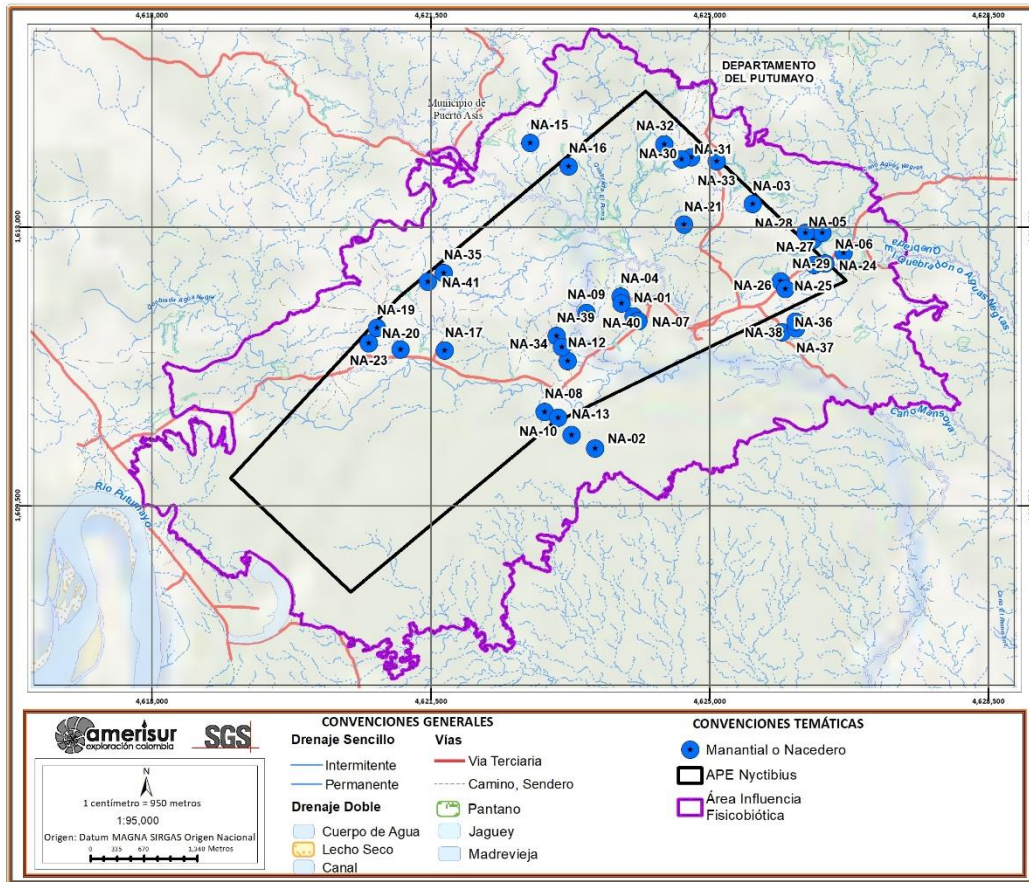 4,618,000
4,621,500
4,625,000
4,628,500
DEPARTAMENTO
DEL PUTUMAYO
Municipio de
Puerto Asís
NA-15
NA-16
NA-32
NA-30
NA-31
NA-33
NA-03
NA-21
NA-28
NA-05
NA-27
NA-06
NA-29
NA-24
NA-26
NA-25
NA-35
NA-41
NA-04
NA-09
NA-01
NA-40
NA-07
NA-39
NA-34
NA-12
NA-36
NA-38
NA-37
NA-19
NA-20
NA-17
NA-23
NA-08
NA-13
NA-10
NA-02
1,613,000
1,609,500
Rio Putumayo
Caño Mansoya
4,618,000
4,621,500
4,625,000
4,628,500
amerisur
exploración colombia
SGS
N
1 centímetro = 950 metros
1:95,000
Origen: Datum MAGNA SIRGAS Origen Nacional
0 335 670 1,340 Metros
CONVENCIONES GENERALES
Drenaje Sencillo
Intermitente
Permanente
Drenaje Doble
Cuerpo de Agua
Lecho Seco
Canal
Vías
Via Terciaria
Camino, Sendero
Pantano
Jaguey
Madrevieja
CONVENCIONES TEMÁTICAS
Manantial o Nacedero
APE Nyctibius
Área Influencia
Fisicobiótica